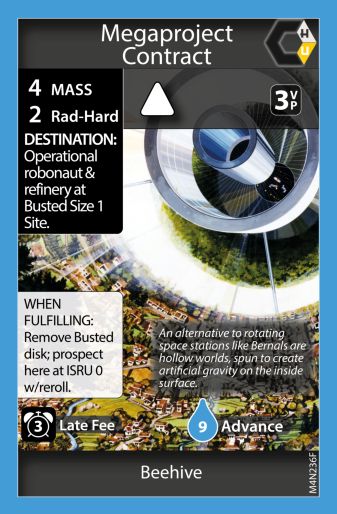 Megaproject
Contract
H
U
4 MASS
2 Rad-Hard
3 VP
DESTINATION:
Operational
robonaut &
refinery at
Busted Size 1
Site.
WHEN
FULFILLING:
Remove Busted
disk; prospect
here at ISRU 0
w/reroll.
An alternative to rotating
space stations like Bernals are
hollow worlds, spun to create
artificial gravity on the inside
surface.
3 Late Fee
9 Advance
Beehive
M4N236F